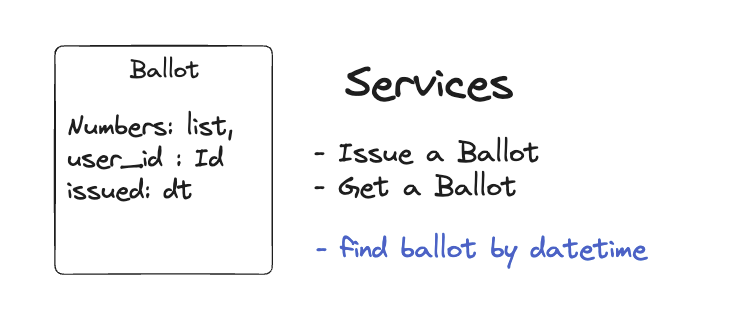 Ballot
Numbers: list,
user_id : Id
issued: dt
Services
- Issue a Ballot
- Get a Ballot
- find ballot by datetime